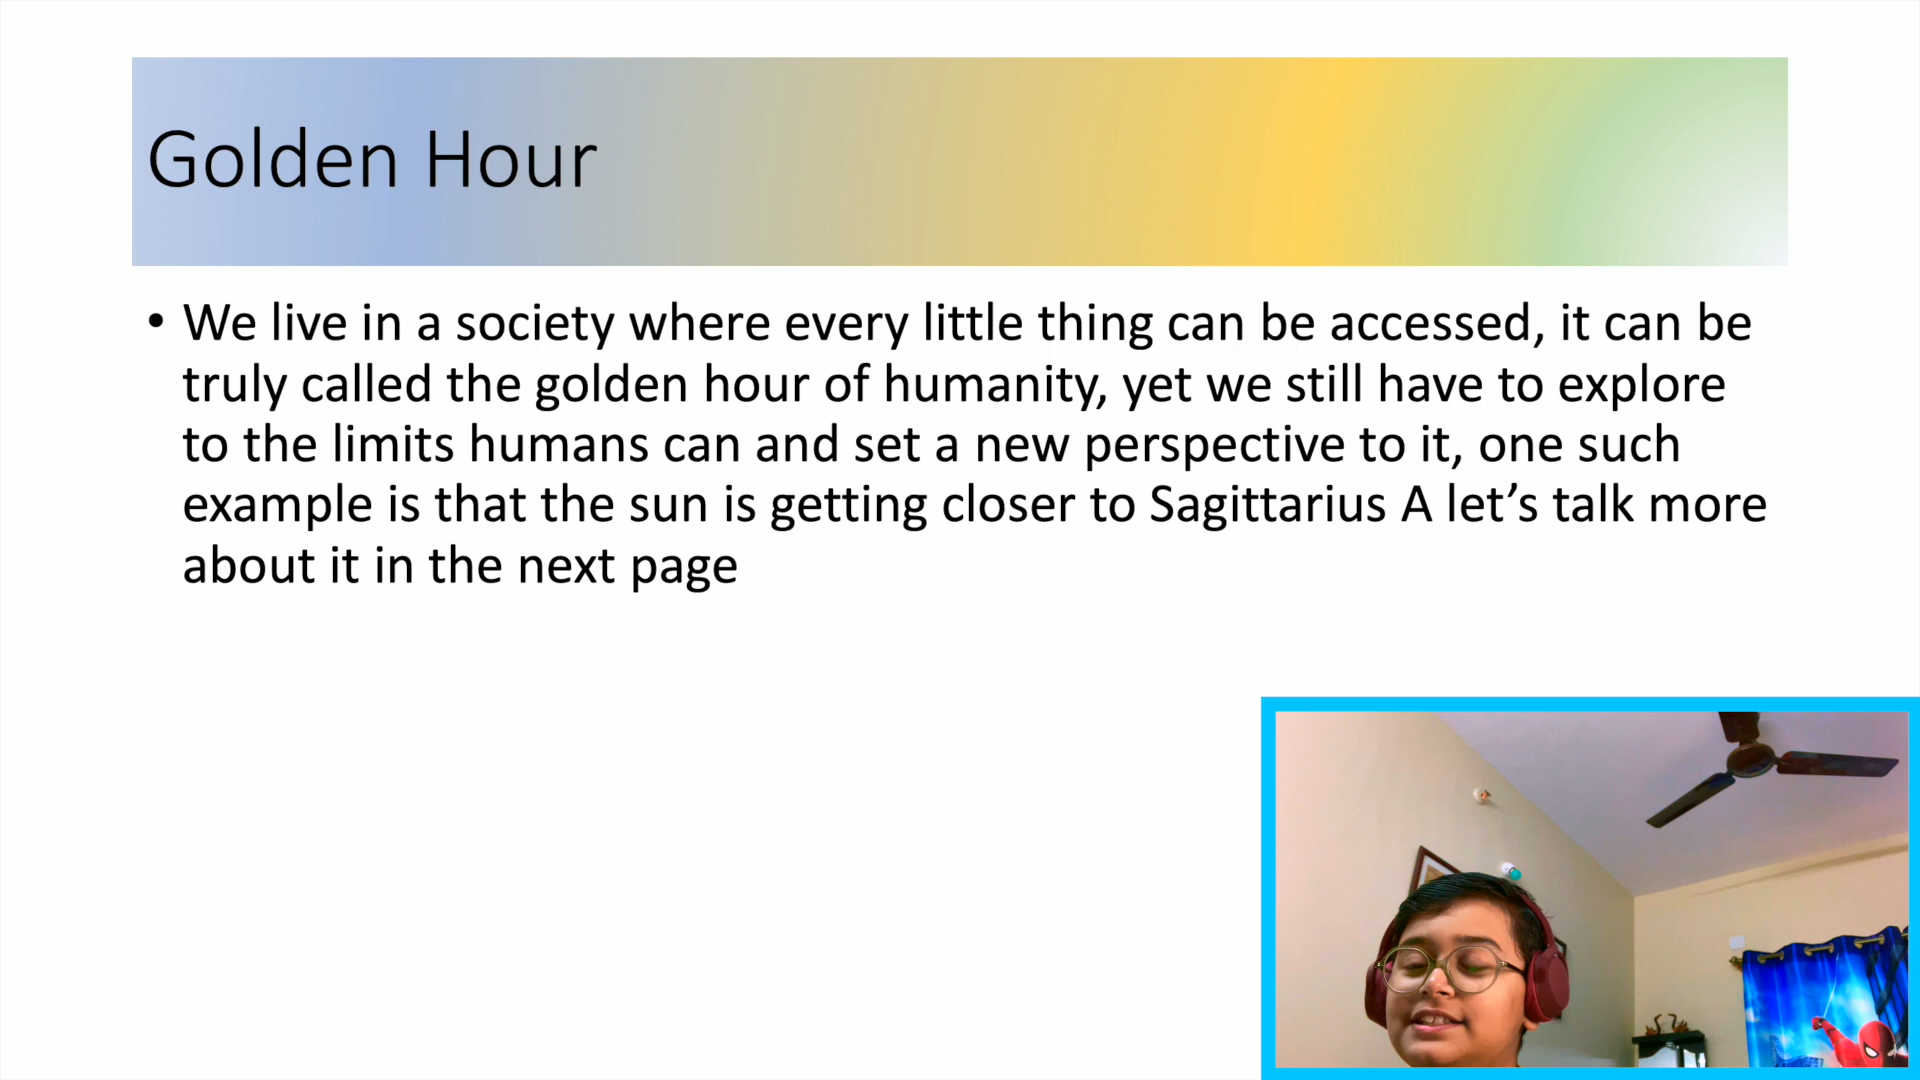 Golden Hour
• We live in a society where every little thing can be accessed, it can be
truly called the golden hour of humanity, yet we still have to explore
to the limits humans can and set a new perspective to it, one such
example is that the sun is getting closer to Sagittarius A let’s talk more
about it in the next page